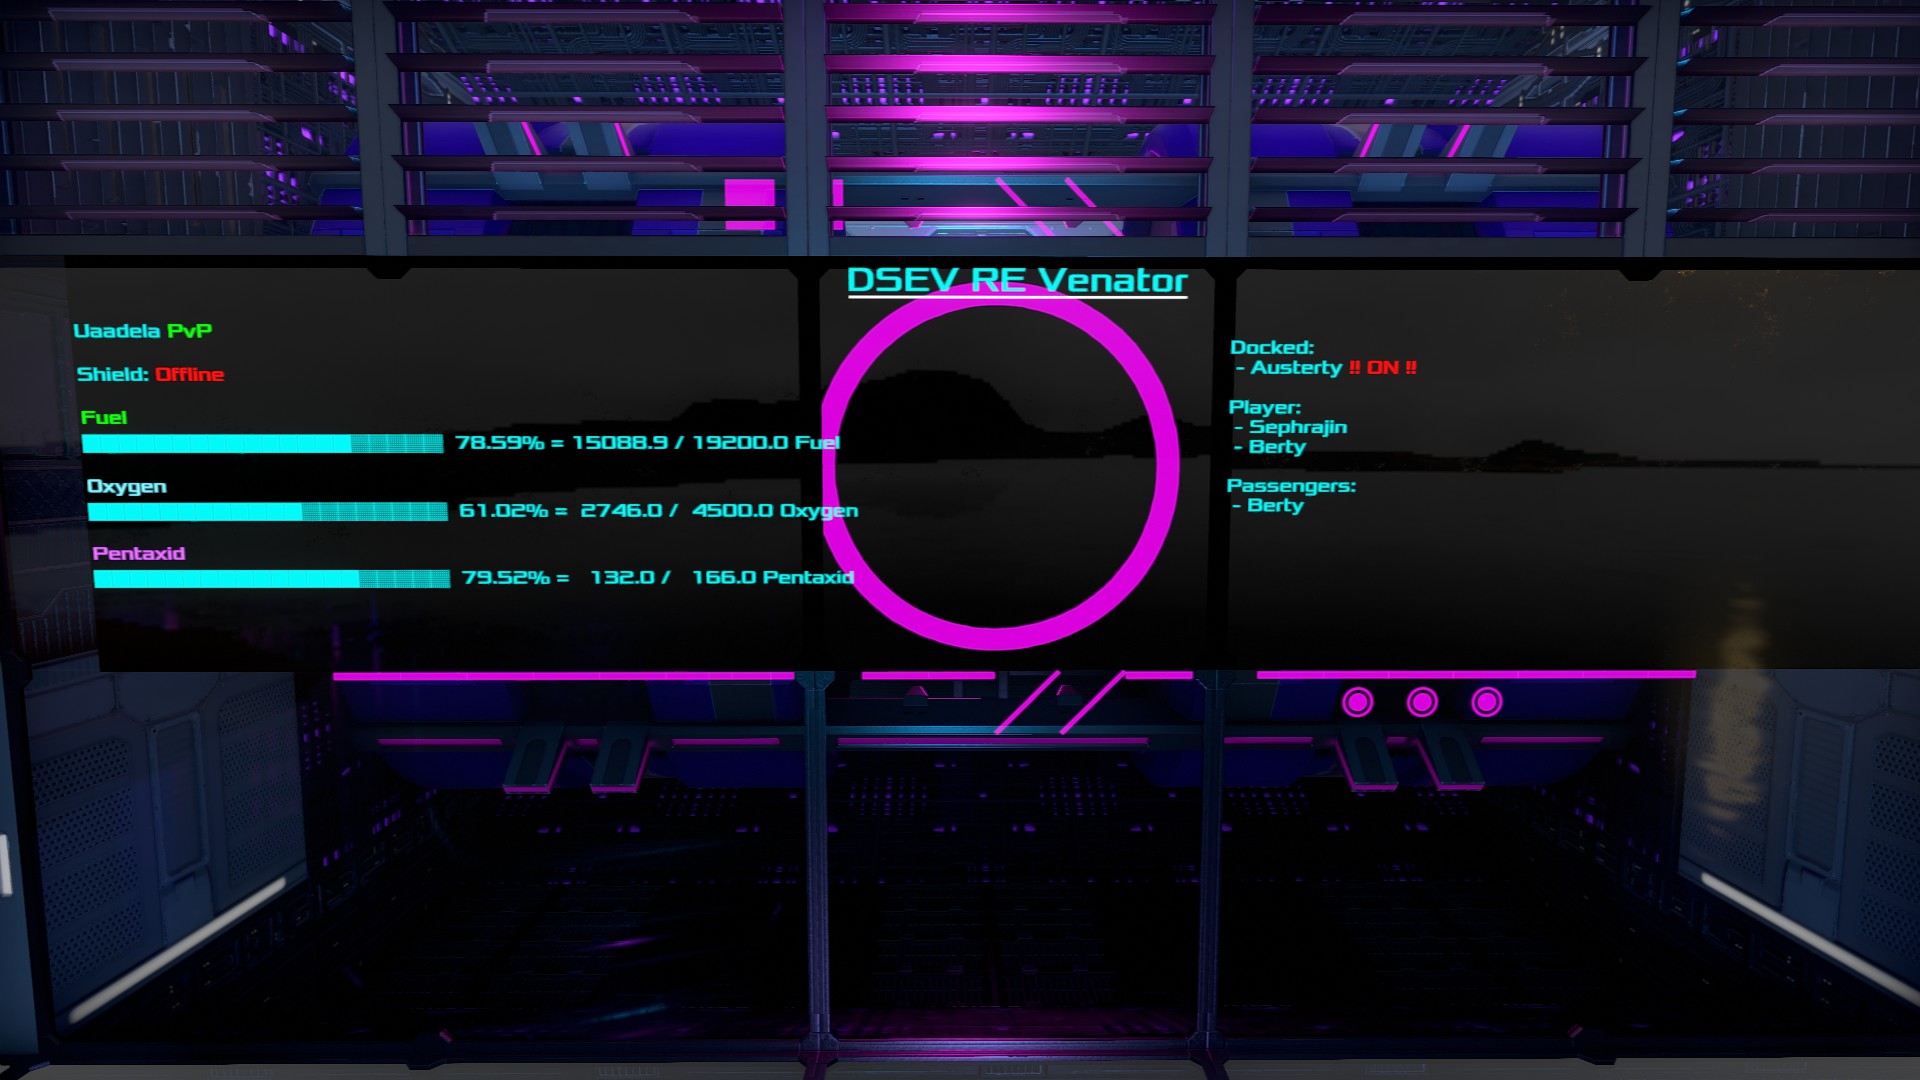 DSEV RE Venator
Uaadela PvP
Shield: Offline
Fuel
78.59% = 15088.9 / 19200.0 Fuel
Oxygen
61.02% = 2746.0 / 4500.0 Oxygen
Pentaxid
79.52% = 132.0 / 166.0 Pentaxid
Docked:
- Austerty !! ON !!
Player:
- Sephrajin
- Berty
Passengers:
- Berty